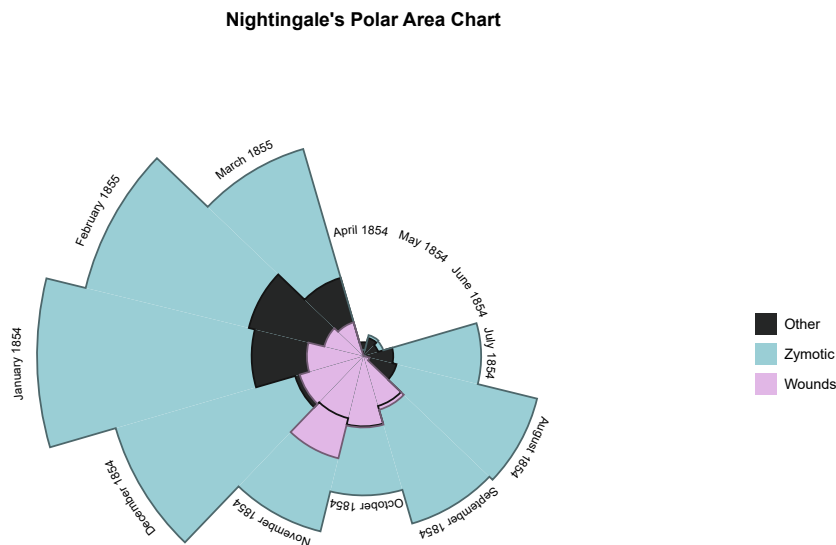 Nightingale's Polar Area Chart
April 1854
May 1854
June 1854
July 1854
August 1854
September 1854
October 1854
November 1854
December 1854
January 1854
February 1855
March 1855
Other
Zymotic
Wounds